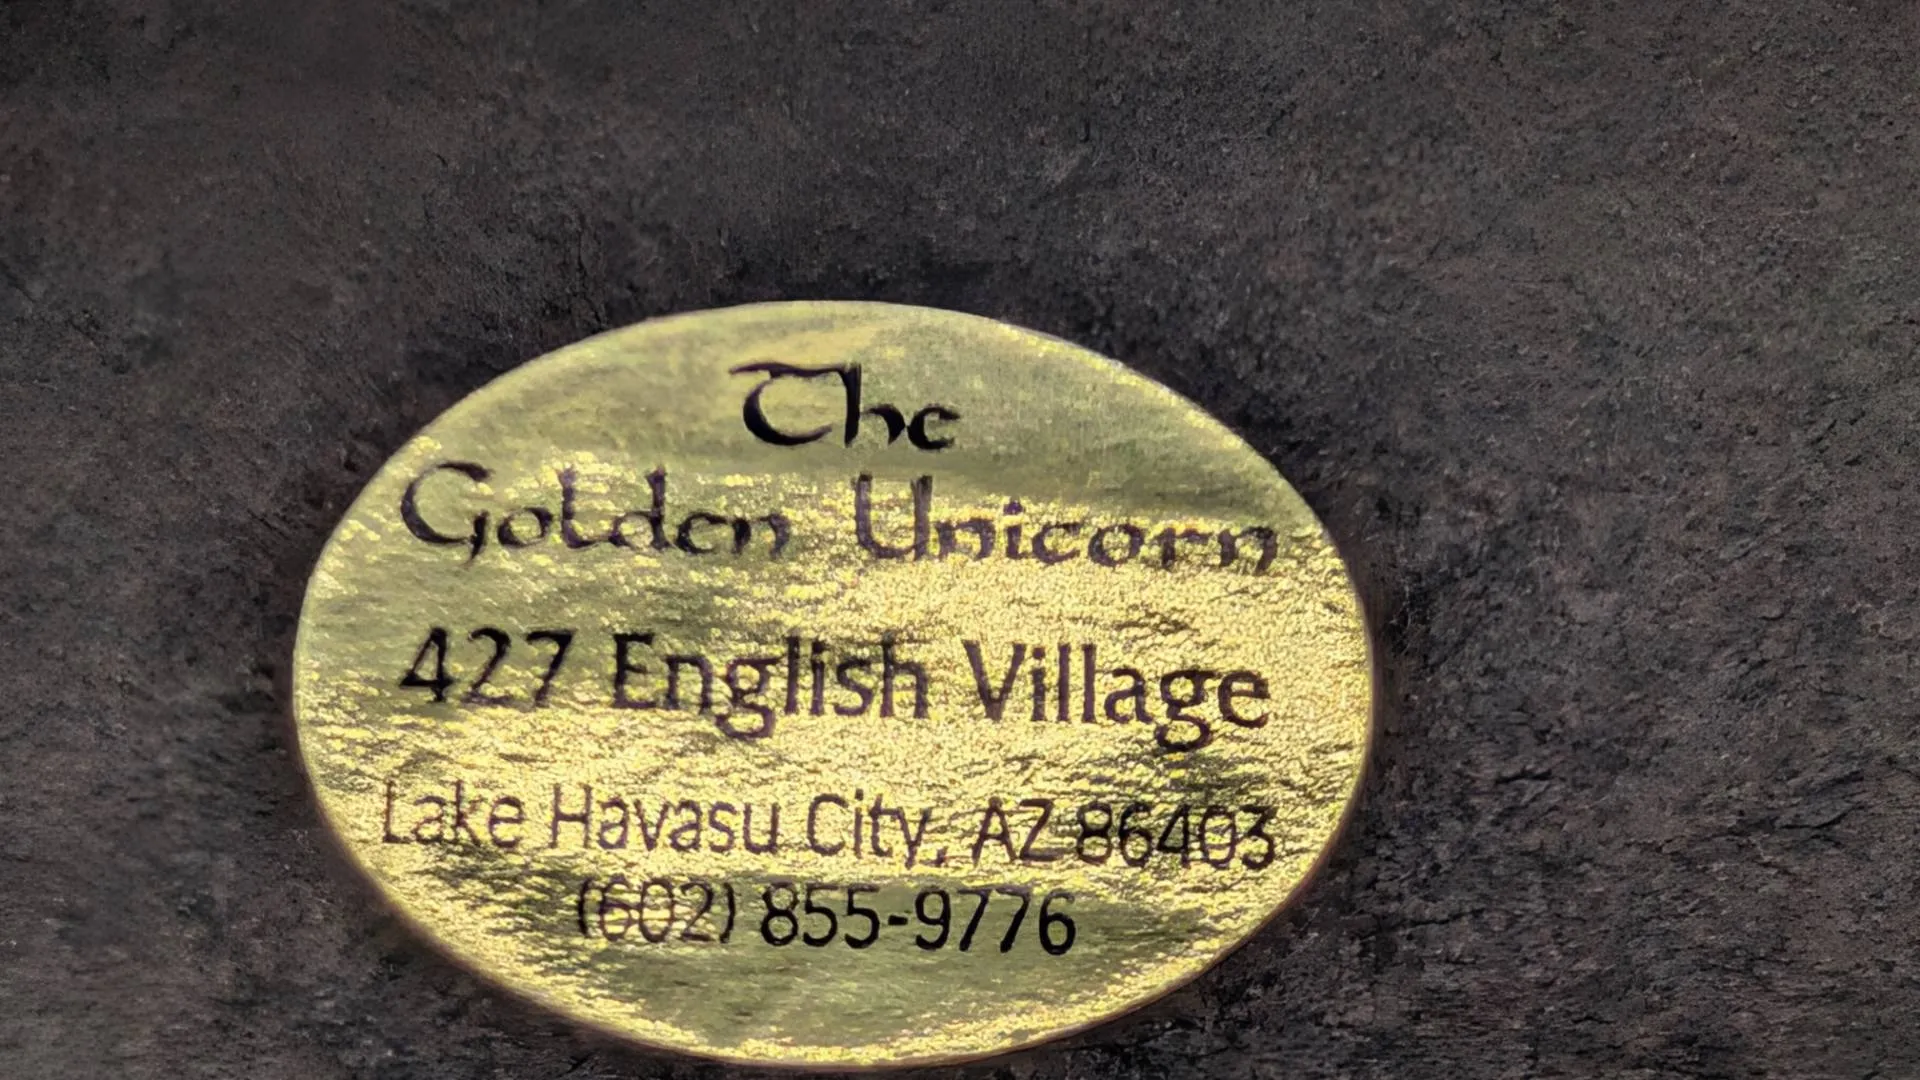 The
Golden Unicorn
427 English Village
Lake Havasu City, AZ 86403
(602) 855-9776